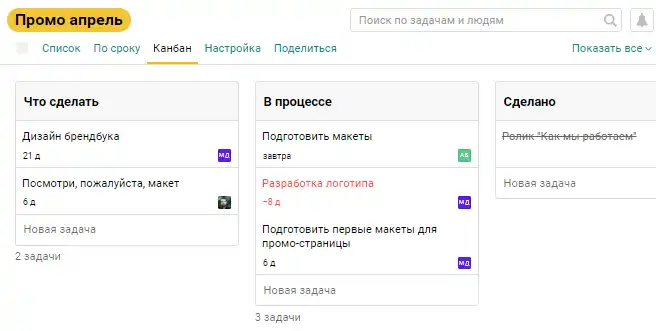 Промо апрель
Поиск по задачам и людям
Список По сроку Канбан Настройка Поделиться Показать все
Что сделать
Дизайн брендбука
21 д МД
Посмотри, пожалуйста, макет
6 д
Новая задача
2 задачи
В процессе
Подготовить макеты
завтра АБ
Разработка логотипа
−8 д МД
Подготовить первые макеты для
промо-страницы
6 д МД
Новая задача
3 задачи
Сделано
Ролик "Как мы работаем"
Новая задача